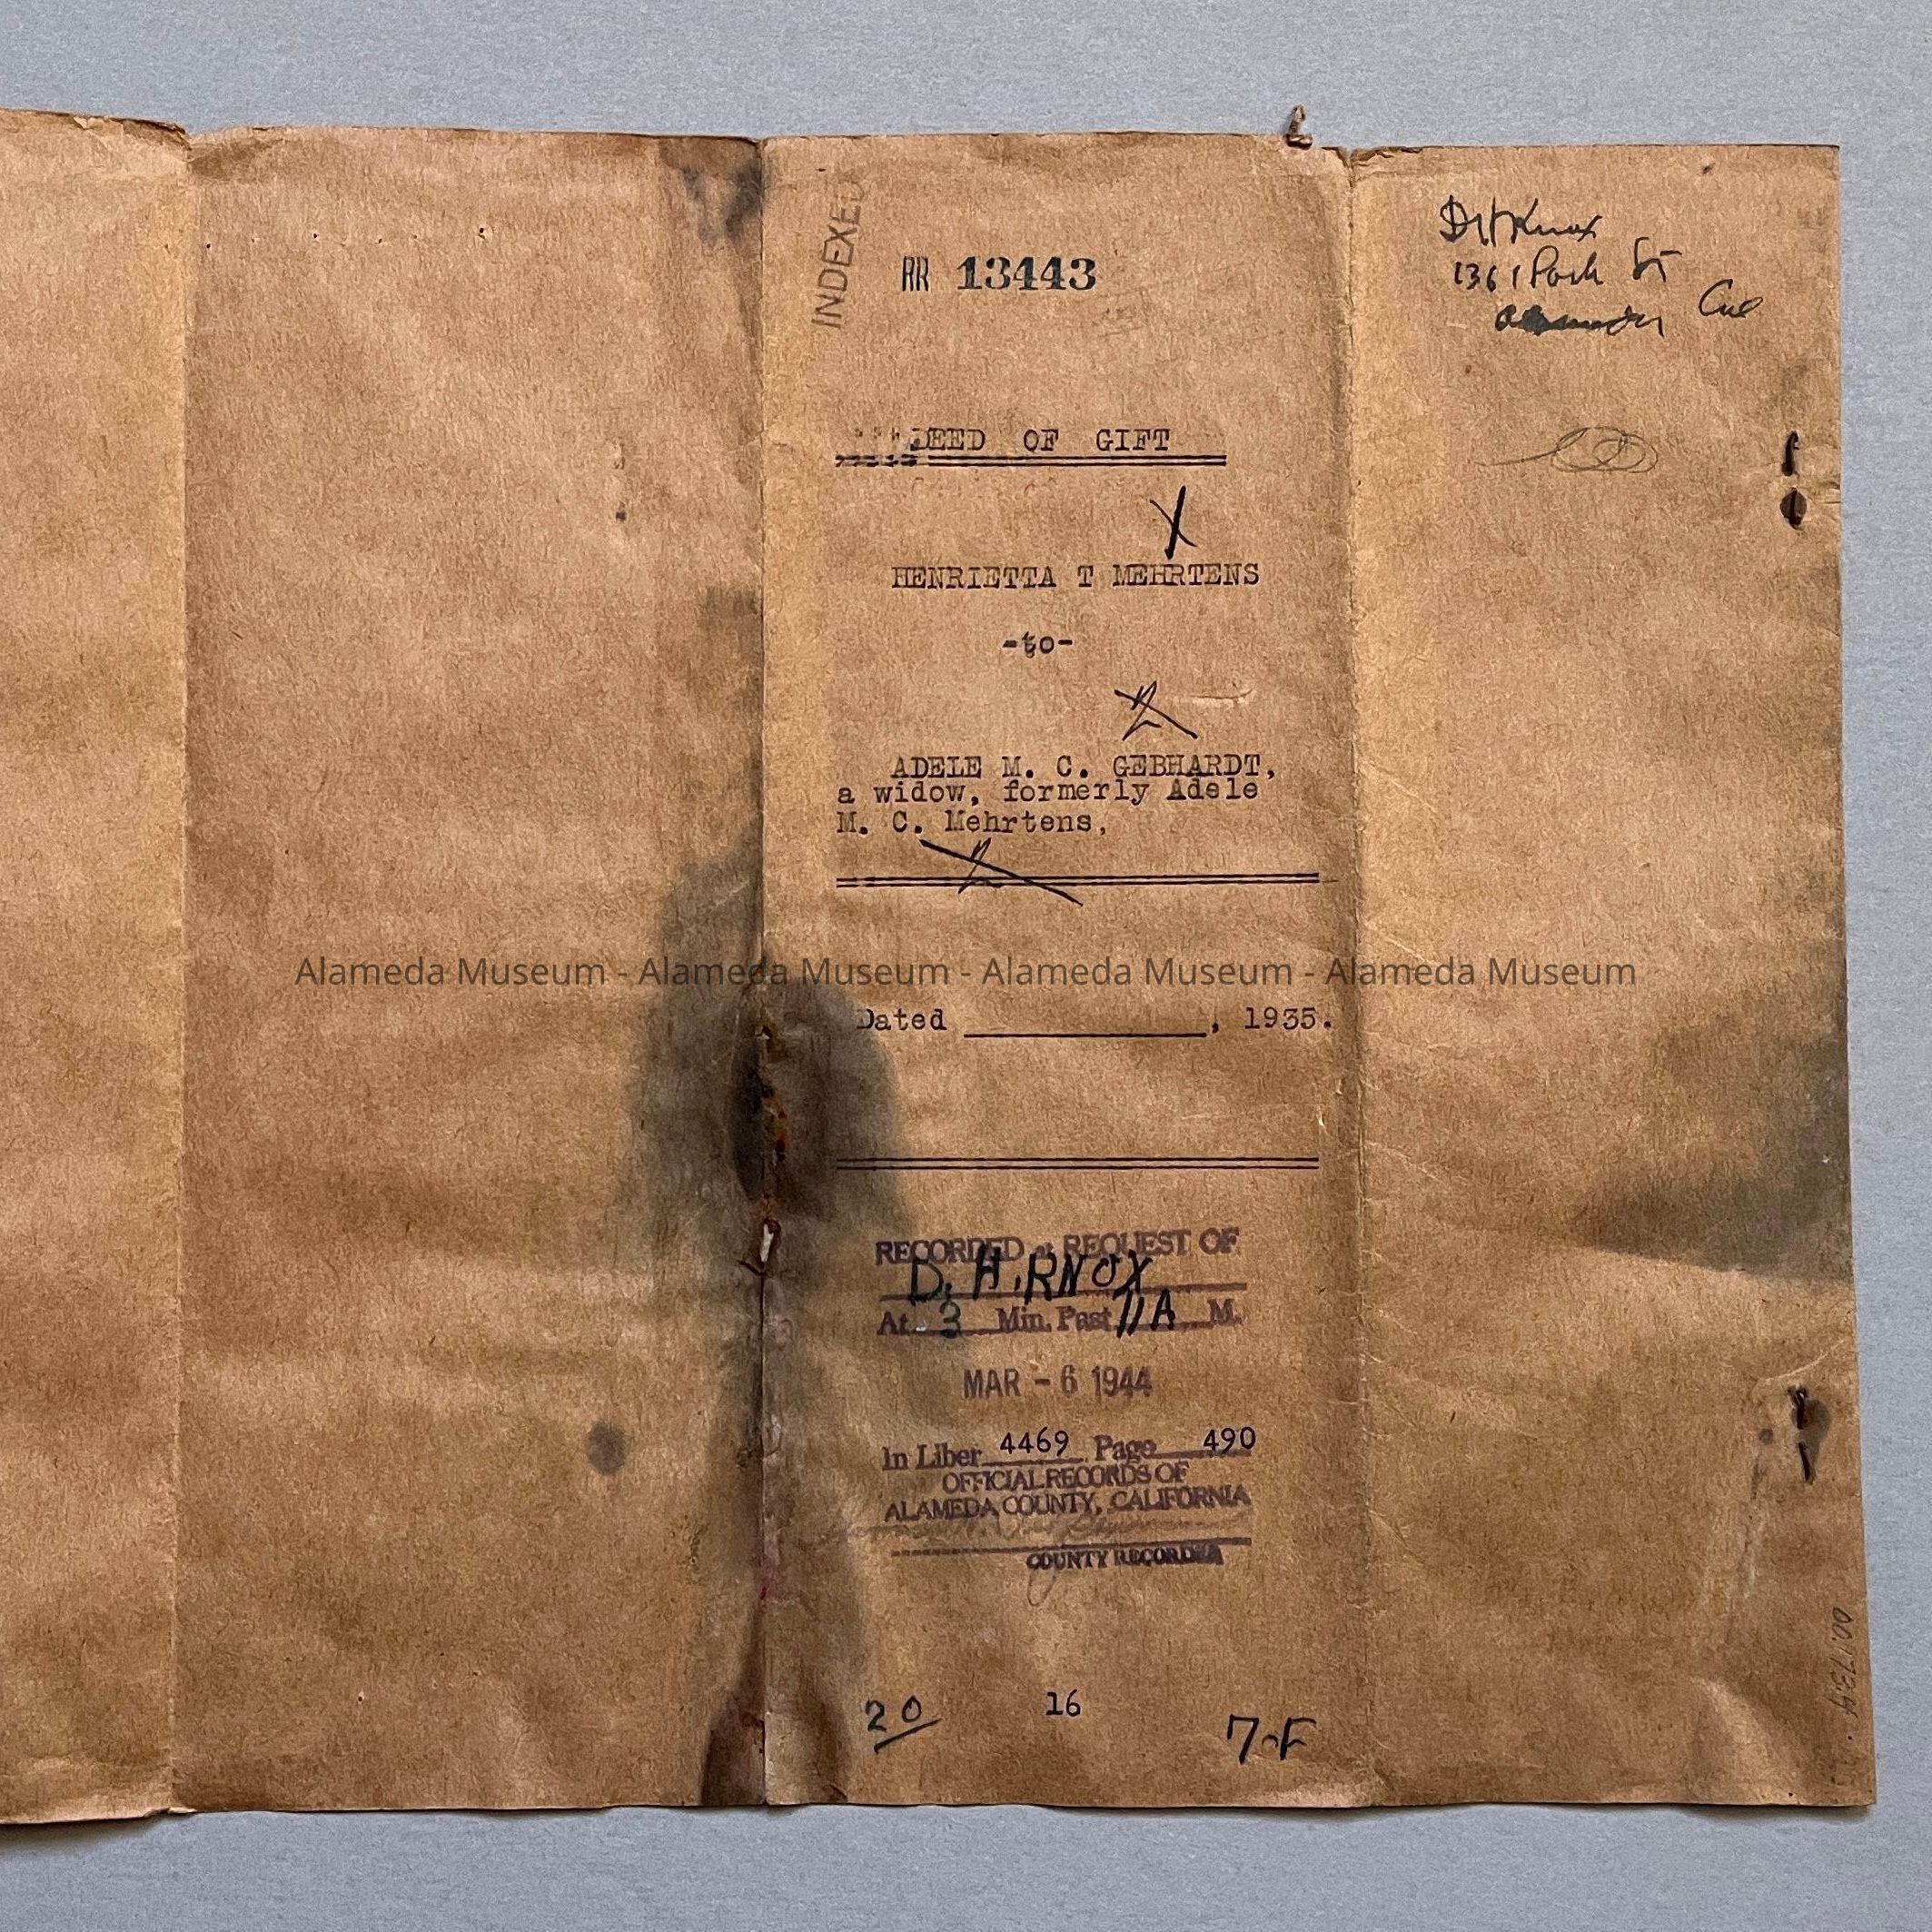 INDEXED
RR 13443
DEED OF GIFT
HENRIETTA T MEHRTENS
-to-
ADELE M. C. GEBHARDT,
a widow, formerly Adele
M. C. Mehrtens,
Dated __________, 1935.
RECORDED at REQUEST OF
D. H. KNOX
At 3 Min. Past 11 A M.
MAR - 6 1944
In Liber 4469 Page 490
OFFICIAL RECORDS OF
ALAMEDA COUNTY, CALIFORNIA
COUNTY RECORDER
20 16 7-F
DH Knox
1361 Park St
Alameda Cal
Alameda Museum - Alameda Museum - Alameda Museum - Alameda Museum